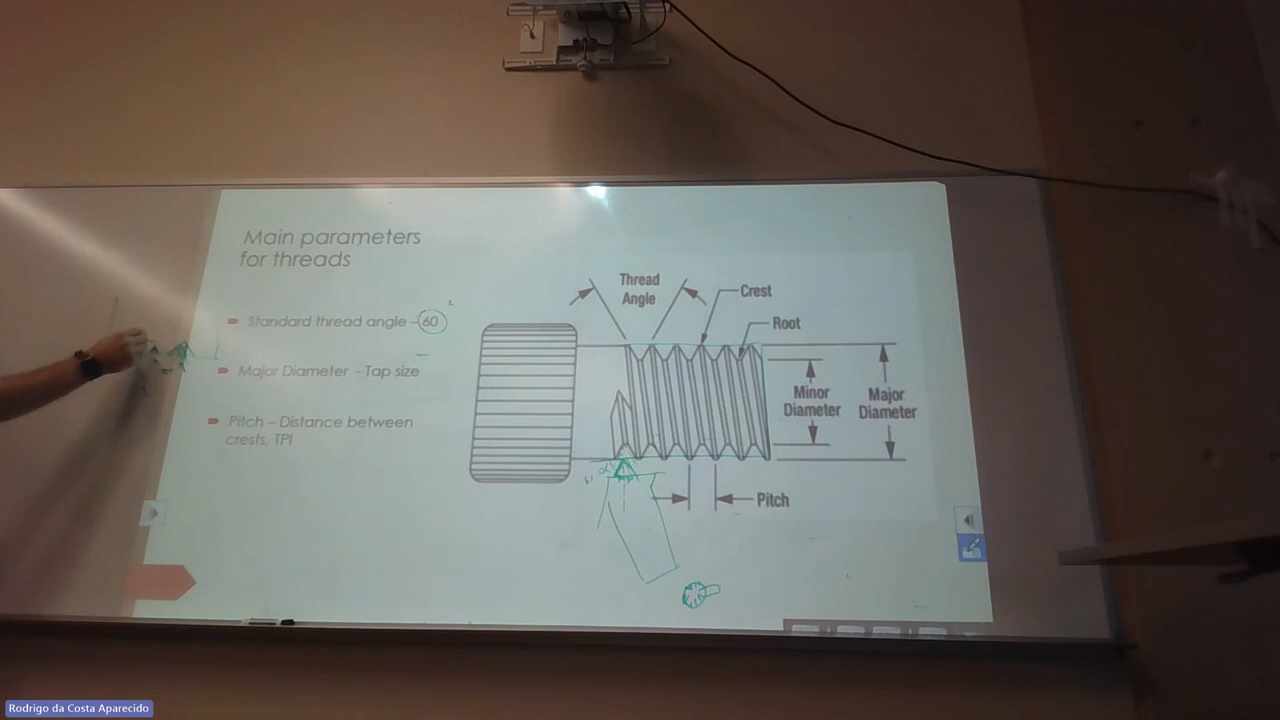 Main parameters
for threads
Standard thread angle – 60
Major Diameter - Tap size
Pitch – Distance between
crests, TPI
Thread
Angle
Crest
Root
Minor
Diameter
Major
Diameter
Pitch
Rodrigo da Costa Aparecido